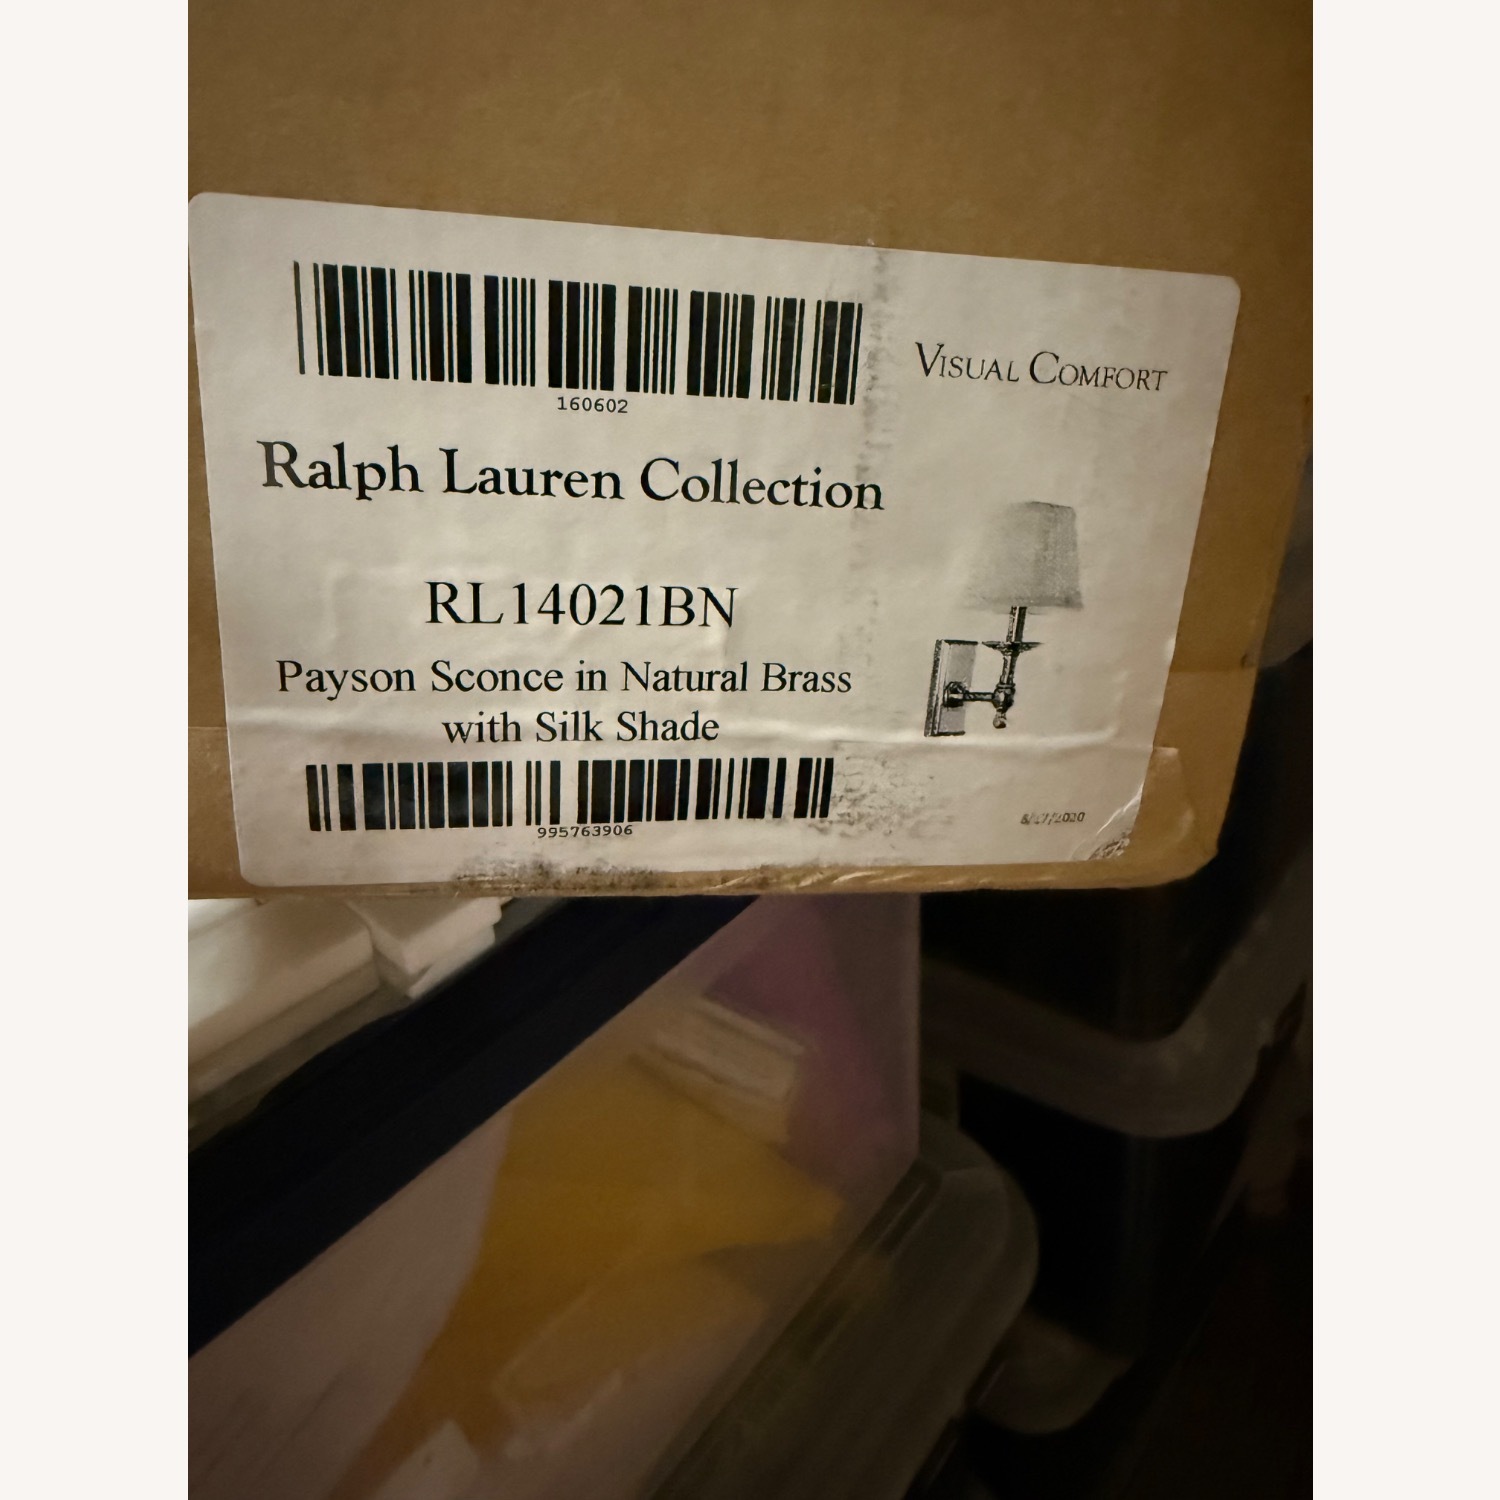 160602
VISUAL COMFORT
Ralph Lauren Collection
RL14021BN
Payson Sconce in Natural Brass
with Silk Shade
995763906